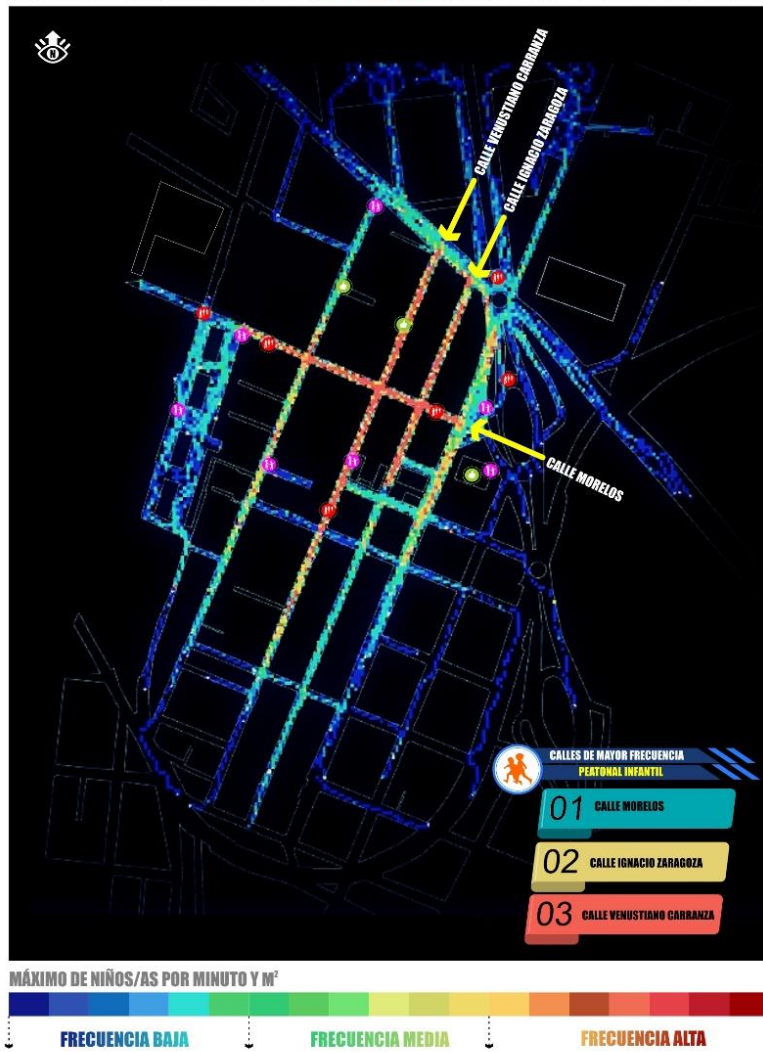 N
CALLE VENUSTIANO CARRANZA
CALLE IGNACIO ZARAGOZA
CALLE MORELOS
CALLES DE MAYOR FRECUENCIA
PEATONAL INFANTIL
01 CALLE MORELOS
02 CALLE IGNACIO ZARAGOZA
03 CALLE VENUSTIANO CARRANZA
MÁXIMO DE NIÑOS/AS POR MINUTO Y M²
FRECUENCIA BAJA
FRECUENCIA MEDIA
FRECUENCIA ALTA